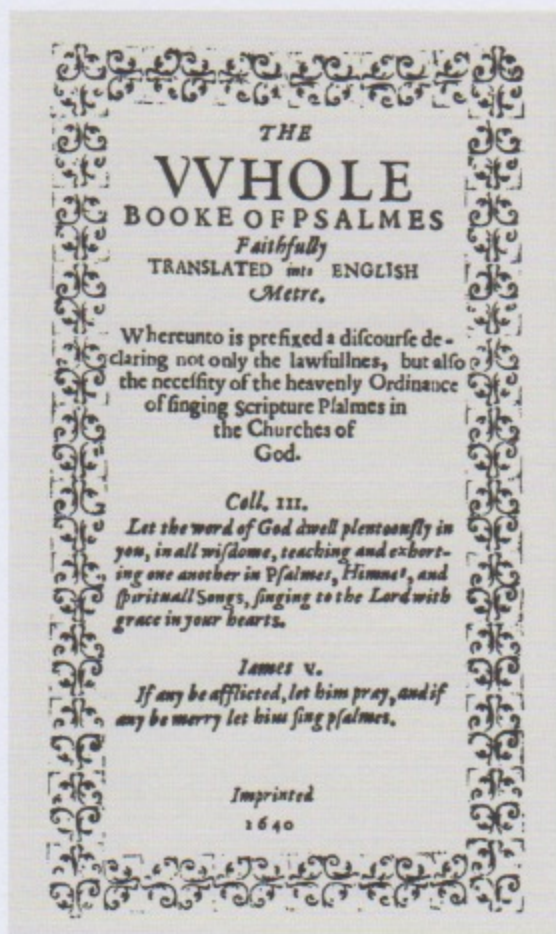 THE
VVHOLE
BOOKE OF PSALMES
Faithfully
TRANSLATED into ENGLISH
Metre.
Whereunto is prefixed a difcourſe de-
claring not only the lawfullnes, but also
the neceſſity of the heavenly Ordinance
of ſinging Scripture Pſalmes in
the Churches of
God.
Coll. III.
Let the word of God dwell plenteouſly in
you, in all wiſdome, teaching and exhort-
ing one another in Pſalmes, Himnes, and
ſpirituall Songs, ſinging to the Lord with
grace in your hearts.
Iames v.
If any be afflicted, let him pray, and if
any be merry let him ſing pſalmes.
Imprinted
1640